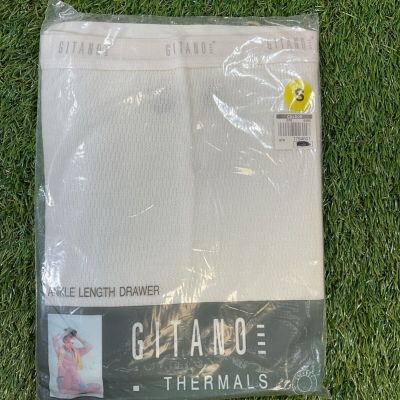 GITANO GITANO GITANO
S
ANKLE LENGTH DRAWER
GITANO
THERMALS